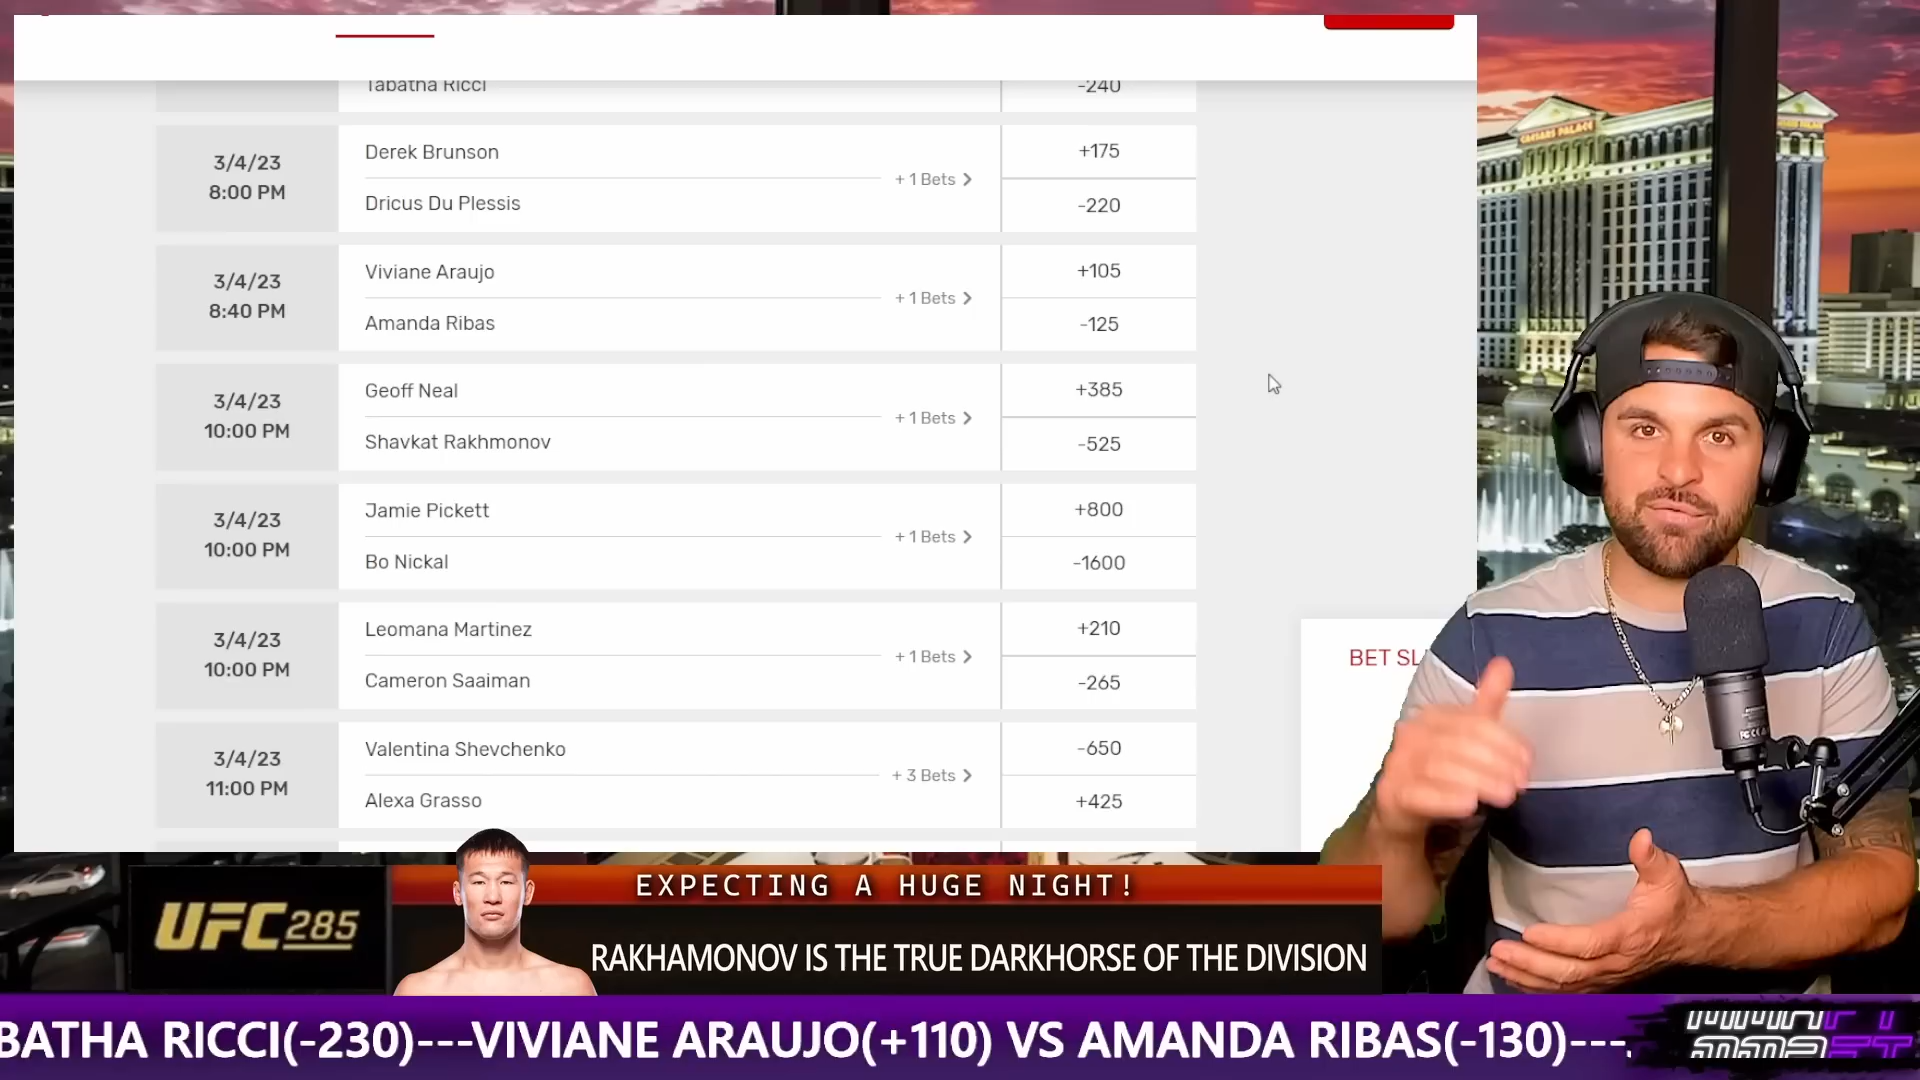 Tabatha Ricci
-240
3/4/23
8:00 PM
Derek Brunson
Dricus Du Plessis
+ 1 Bets
+175
-220
3/4/23
8:40 PM
Viviane Araujo
Amanda Ribas
+ 1 Bets
+105
-125
3/4/23
10:00 PM
Geoff Neal
Shavkat Rakhmonov
+ 1 Bets
+385
-525
3/4/23
10:00 PM
Jamie Pickett
Bo Nickal
+ 1 Bets
+800
-1600
3/4/23
10:00 PM
Leomana Martinez
Cameron Saaiman
+ 1 Bets
+210
-265
3/4/23
11:00 PM
Valentina Shevchenko
Alexa Grasso
+ 3 Bets
-650
+425
BET SL
CAESARS PALACE
EXPECTING A HUGE NIGHT!
UFC 285
RAKHAMONOV IS THE TRUE DARKHORSE OF THE DIVISION
BATHA RICCI(-230)---VIVIANE ARAUJO(+110) VS AMANDA RIBAS(-130)---